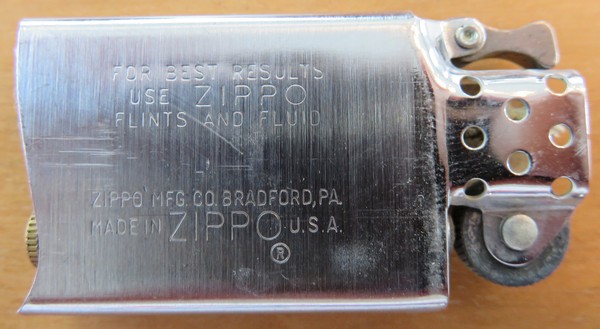 FOR BEST RESULTS
USE ZIPPO
FLINTS AND FLUID
ZIPPO MFG. CO. BRADFORD, PA.
MADE IN ZIPPO U.S.A.
®